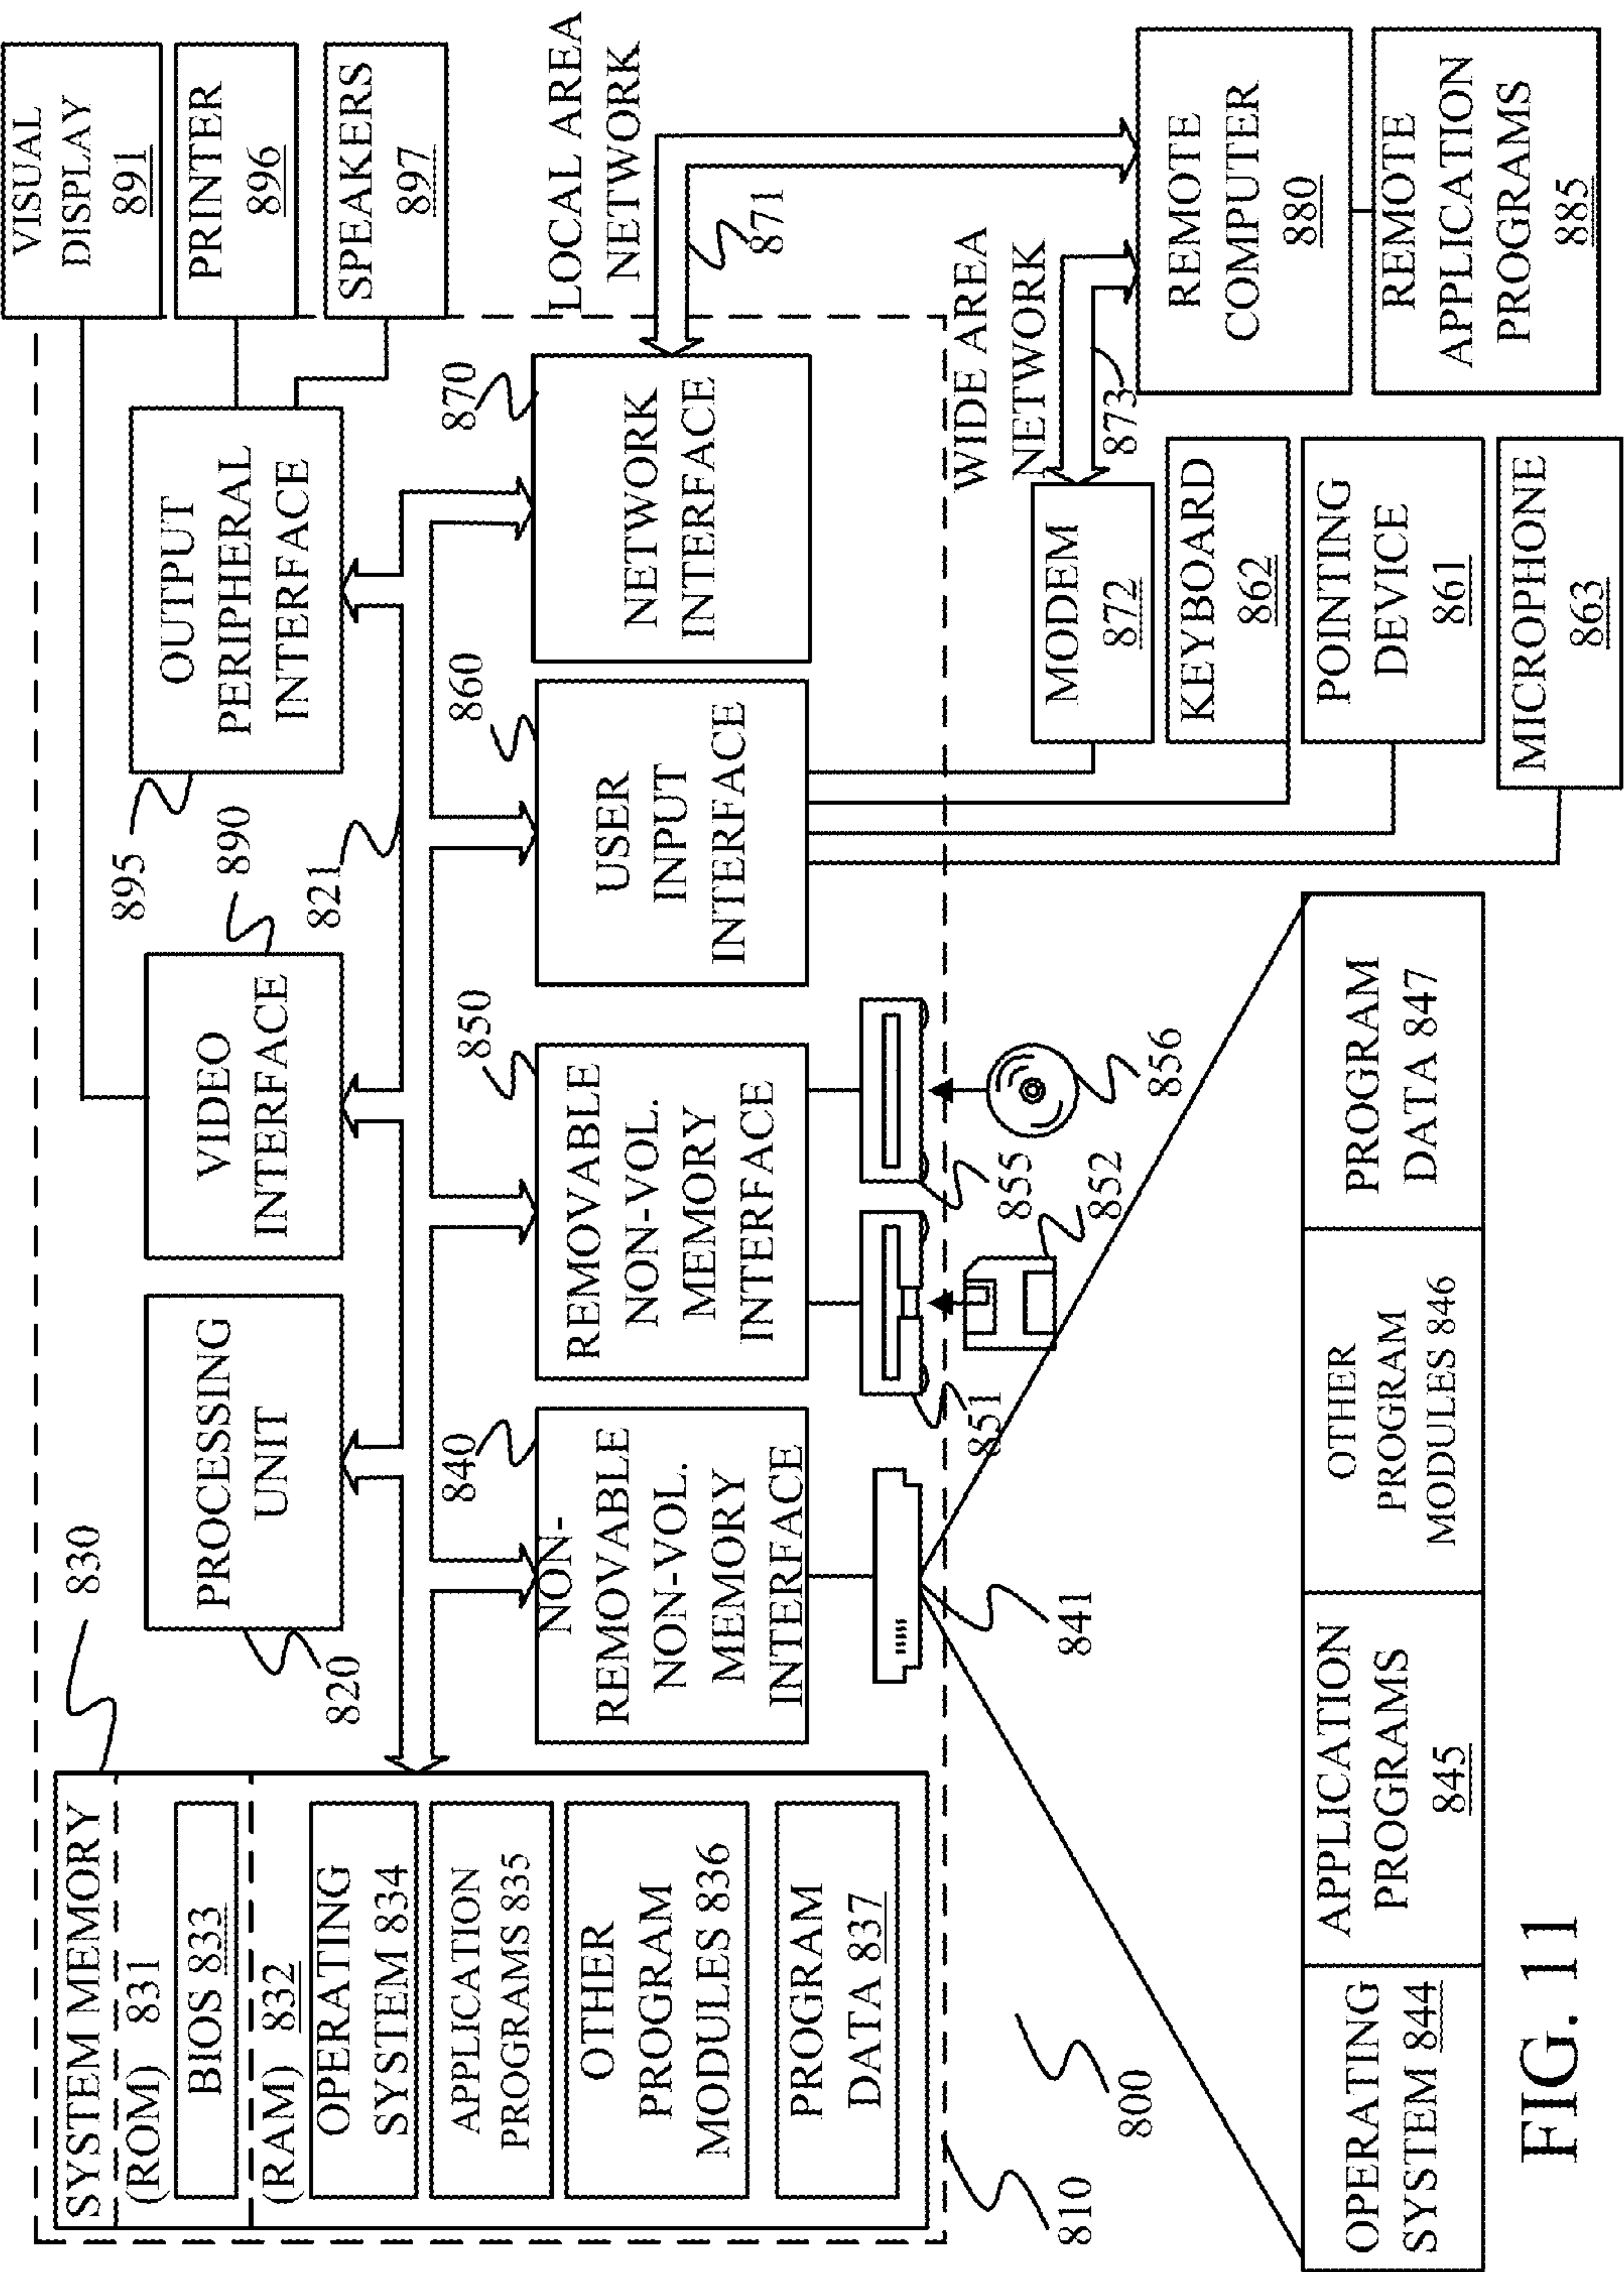 SYSTEM MEMORY
(ROM) 831
BIOS 833
(RAM) 832
OPERATING
SYSTEM 834
APPLICATION
PROGRAMS 835
OTHER
PROGRAM
MODULES 836
PROGRAM
DATA 837
830
PROCESSING
UNIT
820
VIDEO
INTERFACE
890
821
OUTPUT
PERIPHERAL
INTERFACE
895
VISUAL
DISPLAY
891
PRINTER
896
SPEAKERS
897
NON-
REMOVABLE
NON-VOL.
MEMORY
INTERFACE
840
REMOVABLE
NON-VOL.
MEMORY
INTERFACE
850
USER
INPUT
INTERFACE
860
NETWORK
INTERFACE
870
LOCAL AREA
NETWORK
871
WIDE AREA
NETWORK
873
841
851
852
855
856
MODEM
872
KEYBOARD
862
POINTING
DEVICE
861
MICROPHONE
863
REMOTE
COMPUTER
880
REMOTE
APPLICATION
PROGRAMS
885
810
800
OPERATING
SYSTEM 844
APPLICATION
PROGRAMS
845
OTHER
PROGRAM
MODULES 846
PROGRAM
DATA 847
FIG. 11